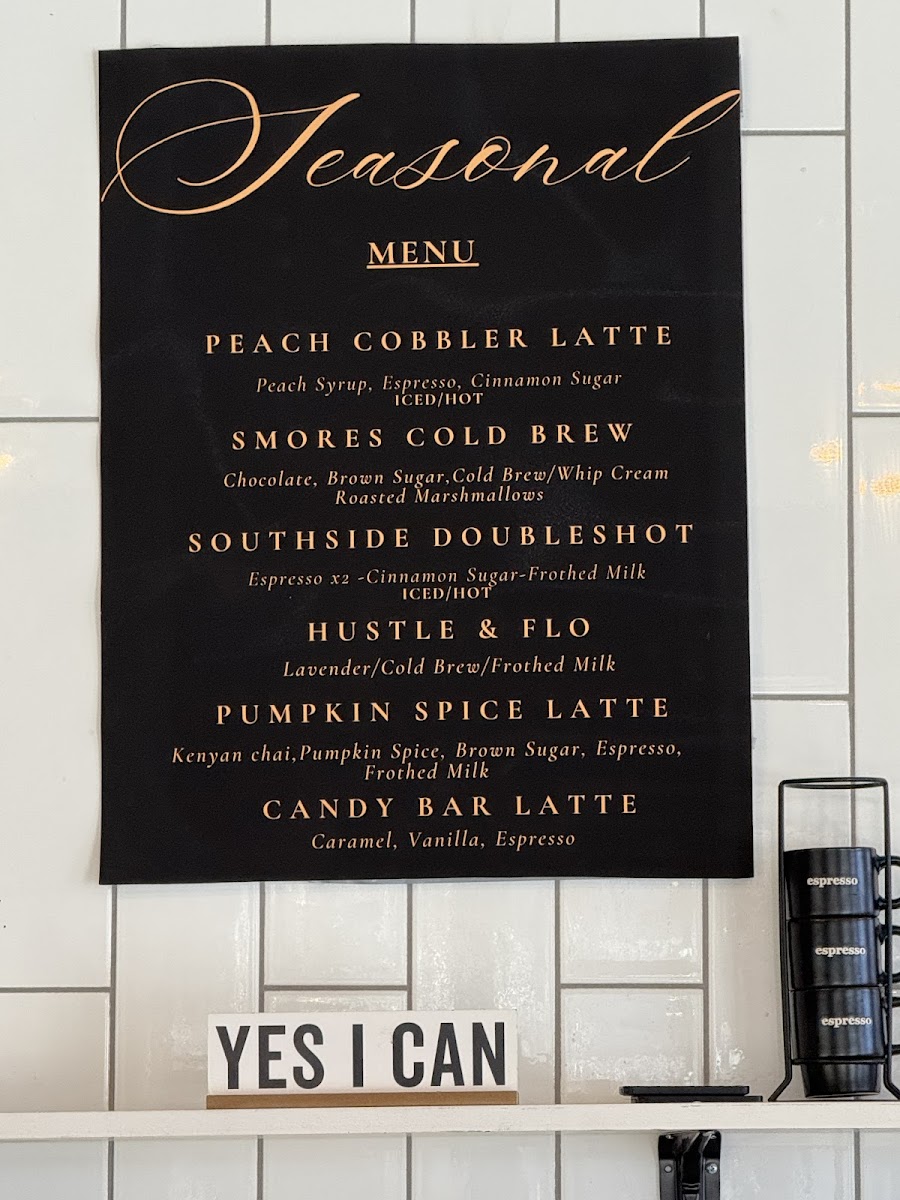 Seasonal
MENU
PEACH COBBLER LATTE
Peach Syrup, Espresso, Cinnamon Sugar
ICED/HOT
SMORES COLD BREW
Chocolate, Brown Sugar,Cold Brew/Whip Cream
Roasted Marshmallows
SOUTHSIDE DOUBLESHOT
Espresso x2 -Cinnamon Sugar-Frothed Milk
ICED/HOT
HUSTLE & FLO
Lavender/Cold Brew/Frothed Milk
PUMPKIN SPICE LATTE
Kenyan chai,Pumpkin Spice, Brown Sugar, Espresso,
Frothed Milk
CANDY BAR LATTE
Caramel, Vanilla, Espresso
espresso
espresso
espresso
YES I CAN